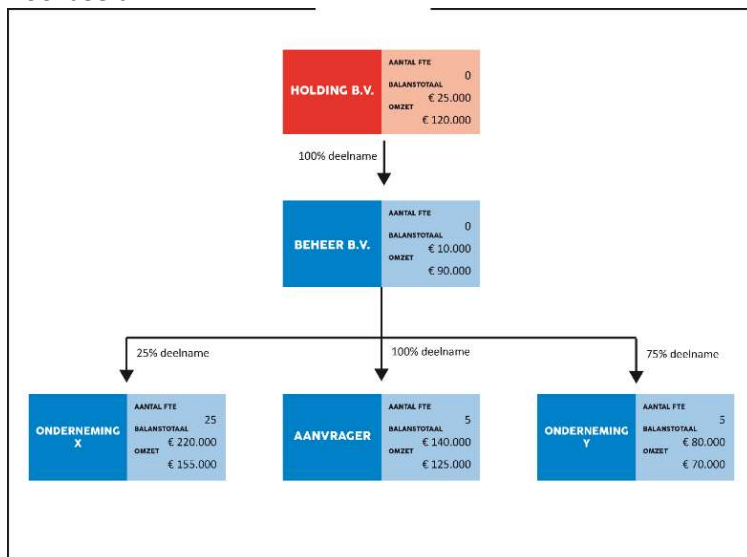 HOLDING B.V.
AANTAL FTE
0
BALANSTOTAAL
€ 25.000
OMZET
€ 120.000
100% deelname
BEHEER B.V.
AANTAL FTE
0
BALANSTOTAAL
€ 10.000
OMZET
€ 90.000
25% deelname
100% deelname
75% deelname
ONDERNEMING
X
AANTAL FTE
25
BALANSTOTAAL
€ 220.000
OMZET
€ 155.000
AANVRAGER
AANTAL FTE
5
BALANSTOTAAL
€ 140.000
OMZET
€ 125.000
ONDERNEMING
Y
AANTAL FTE
5
BALANSTOTAAL
€ 80.000
OMZET
€ 70.000